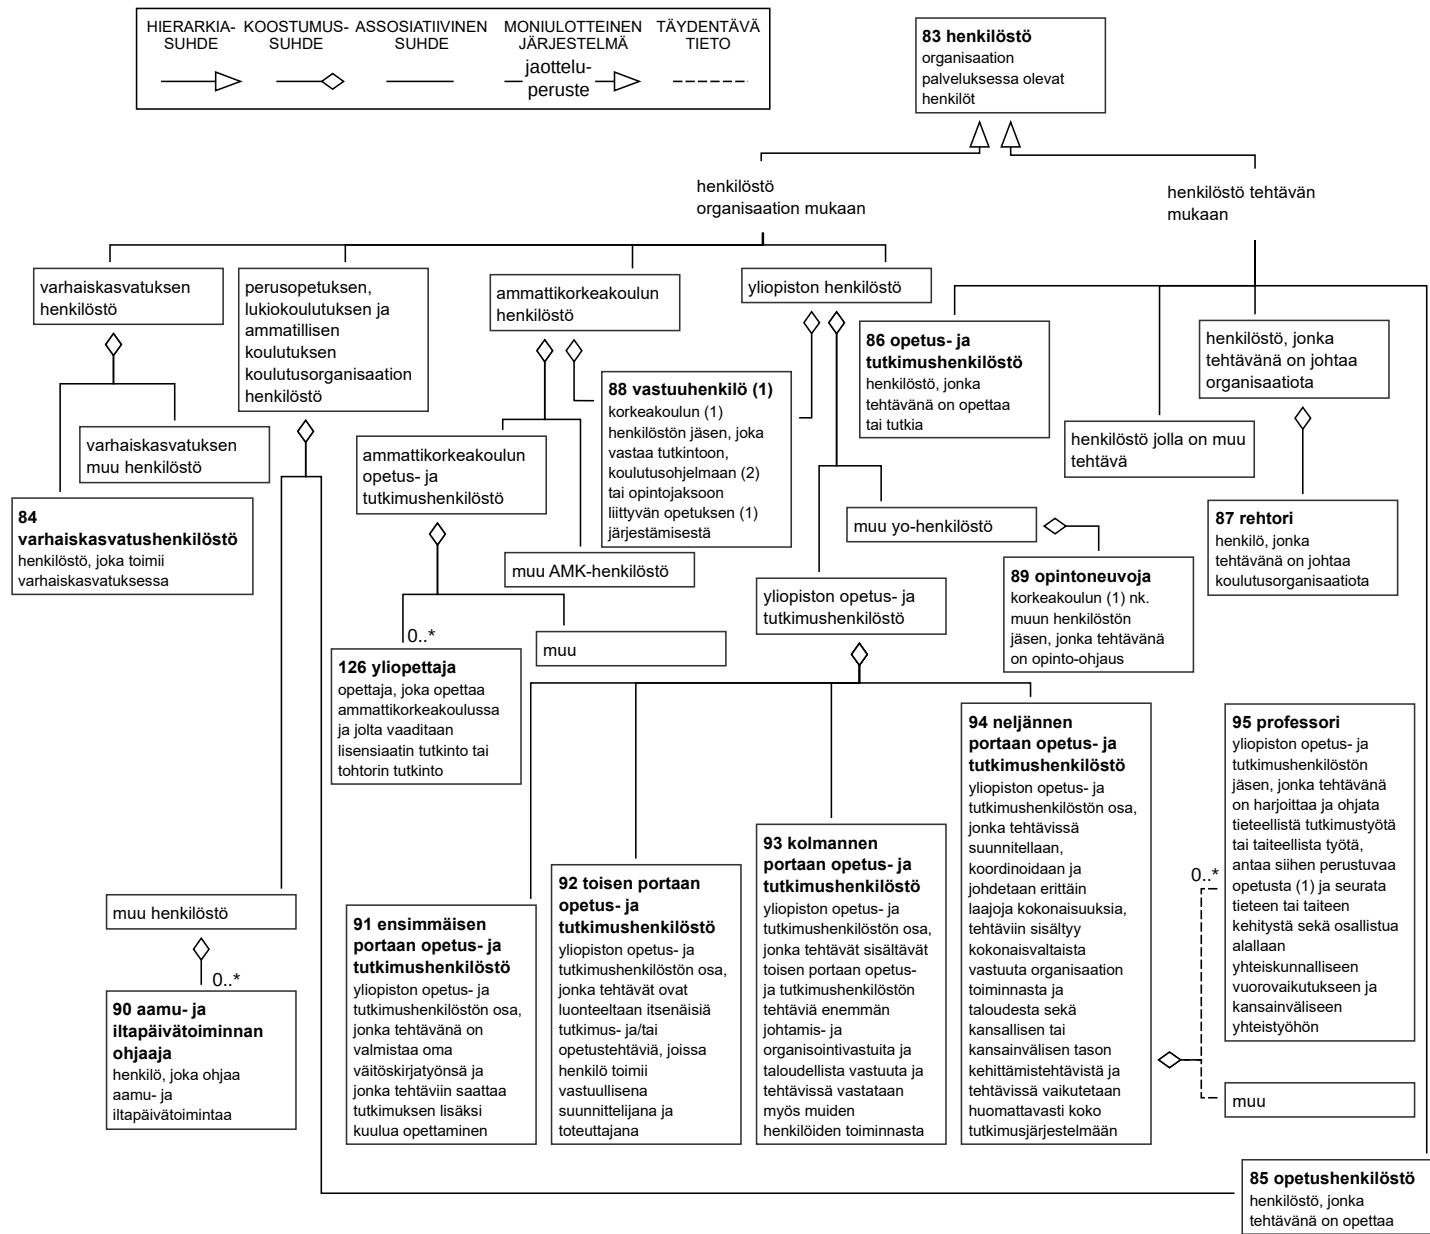 HIERARKIA-
SUHDE
KOOSTUMUS-
SUHDE
ASSOSIATIIVINEN
SUHDE
MONIULOTTEINEN
JÄRJESTELMÄ
jaottelu-
peruste
TÄYDENTÄVÄ
TIETO
83 henkilöstö
organisaation
palveluksessa olevat
henkilöt
henkilöstö
organisaation mukaan
henkilöstö tehtävän
mukaan
varhaiskasvatuksen
henkilöstö
perusopetuksen,
lukiokoulutuksen ja
ammatillisen
koulutuksen
koulutusorganisaation
henkilöstö
ammattikorkeakoulun
henkilöstö
yliopiston henkilöstö
86 opetus- ja
tutkimushenkilöstö
henkilöstö, jonka
tehtävänä on opettaa
tai tutkia
henkilöstö, jonka
tehtävänä on johtaa
organisaatiota
88 vastuuhenkilö (1)
korkeakoulun (1)
henkilöstön jäsen, joka
vastaa tutkintoon,
koulutusohjelmaan (2)
tai opintojaksoon
liittyvän opetuksen (1)
järjestämisestä
varhaiskasvatuksen
muu henkilöstö
ammattikorkeakoulun
opetus- ja
tutkimushenkilöstö
henkilöstö jolla on muu
tehtävä
84
varhaiskasvatushenkilöstö
henkilöstö, joka toimii
varhaiskasvatuksessa
muu AMK-henkilöstö
muu yo-henkilöstö
87 rehtori
henkilö, jonka
tehtävänä on johtaa
koulutusorganisaatiota
yliopiston opetus- ja
tutkimushenkilöstö
89 opintoneuvoja
korkeakoulun (1) nk.
muun henkilöstön
jäsen, jonka tehtävänä
on opinto-ohjaus
0..*
126 yliopettaja
opettaja, joka opettaa
ammattikorkeakoulussa
ja jolta vaaditaan
lisensiaatin tutkinto tai
tohtorin tutkinto
muu
94 neljännen
portaan opetus- ja
tutkimushenkilöstö
yliopiston opetus- ja
tutkimushenkilöstön osa,
jonka tehtävissä
suunnitellaan,
koordinoidaan ja
johdetaan erittäin
laajoja kokonaisuuksia,
tehtäviin sisältyy
kokonaisvaltaista
vastuuta organisaation
toiminnasta ja
taloudesta sekä
kansallisen tai
kansainvälisen tason
kehittämistehtävistä ja
tehtävissä vaikutetaan
huomattavasti koko
tutkimusjärjestelmään
0..*
95 professori
yliopiston opetus- ja
tutkimushenkilöstön
jäsen, jonka tehtävänä
on harjoittaa ja ohjata
tieteellistä tutkimustyötä
tai taiteellista työtä,
antaa siihen perustuvaa
opetusta (1) ja seurata
tieteen tai taiteen
kehitystä sekä osallistua
alallaan
yhteiskunnalliseen
vuorovaikutukseen ja
kansainväliseen
yhteistyöhön
muu
93 kolmannen
portaan opetus- ja
tutkimushenkilöstö
yliopiston opetus- ja
tutkimushenkilöstön osa,
jonka tehtävät sisältävät
toisen portaan opetus-
ja tutkimushenkilöstön
tehtäviä enemmän
johtamis- ja
organisointivastuita ja
taloudellista vastuuta ja
tehtävissä vastataan
myös muiden
henkilöiden toiminnasta
92 toisen portaan
opetus- ja
tutkimushenkilöstö
yliopiston opetus- ja
tutkimushenkilöstön osa,
jonka tehtävät ovat
luonteeltaan itsenäisiä
tutkimus- ja/tai
opetustehtäviä, joissa
henkilö toimii
vastuullisena
suunnittelijana ja
toteuttajana
91 ensimmäisen
portaan opetus- ja
tutkimushenkilöstö
yliopiston opetus- ja
tutkimushenkilöstön osa,
jonka tehtävänä on
valmistaa oma
väitöskirjatyönsä ja
jonka tehtäviin saattaa
tutkimuksen lisäksi
kuulua opettaminen
muu henkilöstö
0..*
90 aamu- ja
iltapäivätoiminnan
ohjaaja
henkilö, joka ohjaa
aamu- ja
iltapäivätoimintaa
85 opetushenkilöstö
henkilöstö, jonka
tehtävänä on opettaa